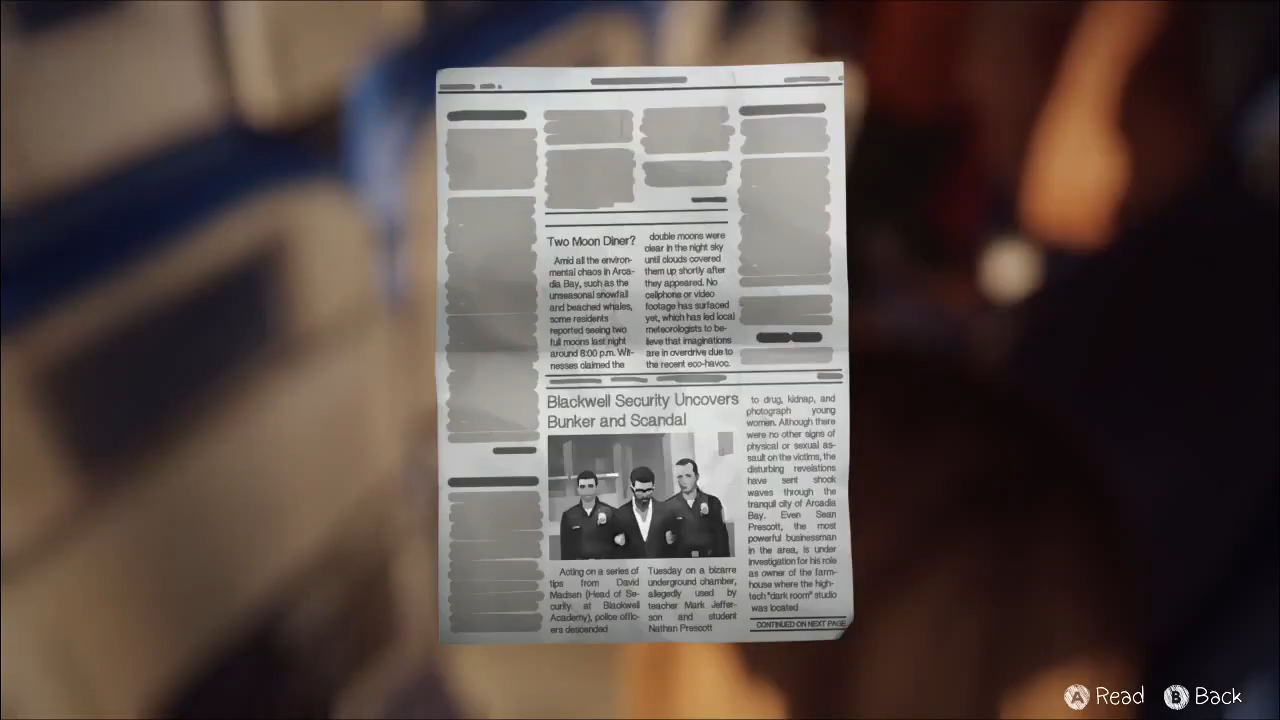 Two Moon Diner?
Amid all the environ-
mental chaos in Arca-
dia Bay, such as the
unseasonal snowfall
and beached whales,
some residents
reported seeing two
full moons last night
around 8:00 p.m. Wit-
nesses claimed the
double moons were
clear in the night sky
until clouds covered
them up shortly after
they appeared. No
cellphone or video
footage has surfaced
yet, which has led local
meteorologists to be-
lieve that imaginations
are in overdrive due to
the recent eco-havoc.
Blackwell Security Uncovers
Bunker and Scandal
Acting on a series of
tips from David
Madsen (Head of Se-
curity at Blackwell
Academy), police offic-
ers descended
Tuesday on a bizarre
underground chamber,
allegedly used by
teacher Mark Jeffer-
son and student
Nathan Prescott
to drug, kidnap, and
photograph young
women. Although there
were no other signs of
physical or sexual as-
sault on the victims, the
disturbing revelations
have sent shock
waves through the
tranquil city of Arcadia
Bay. Even Sean
Prescott, the most
powerful businessman
in the area, is under
investigation for his role
as owner of the farm-
house where the high-
tech "dark room" studio
was located
CONTINUED ON NEXT PAGE
A Read B Back